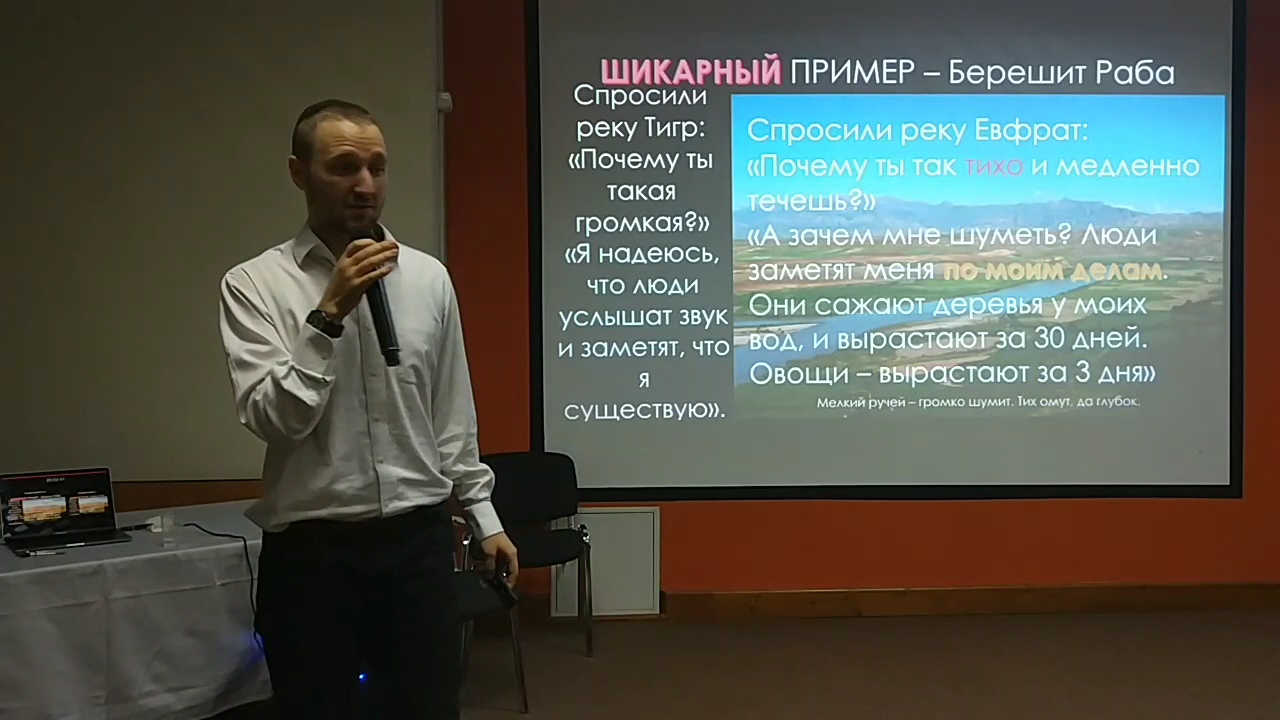 ШИКАРНЫЙ ПРИМЕР – Берешит Раба
Спросили
реку Тигр:
«Почему ты
такая
громкая?»
«Я надеюсь,
что люди
услышат звук
и заметят, что
я
существую».
Спросили реку Евфрат:
«Почему ты так тихо и медленно
течешь?»
«А зачем мне шуметь? Люди
заметят меня по моим делам.
Они сажают деревья у моих
вод, и вырастают за 30 дней.
Овощи – вырастают за 3 дня»
Мелкий ручей – громко шумит. Тих омут, да глубок.